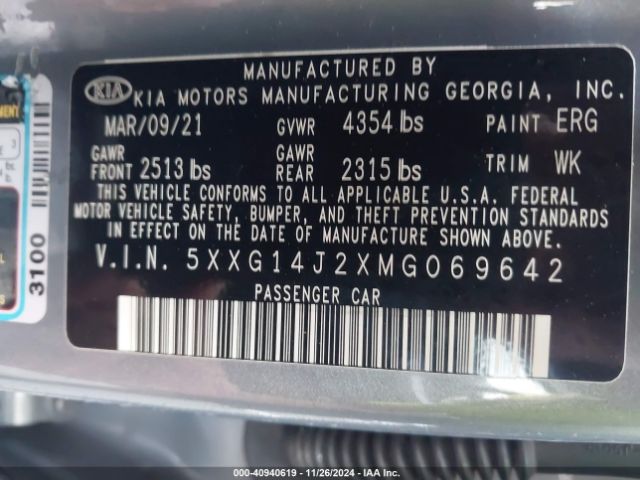 MANUFACTURED BY
KIA KIA MOTORS MANUFACTURING GEORGIA, INC.
MAR/09/21 GVWR 4354 lbs PAINT ERG
GAWR FRONT 2513 lbs GAWR REAR 2315 lbs TRIM WK
THIS VEHICLE CONFORMS TO ALL APPLICABLE U.S.A. FEDERAL
MOTOR VEHICLE SAFETY, BUMPER, AND THEFT PREVENTION STANDARDS
IN EFFECT ON THE DATE OF MANUFACTURE SHOWN ABOVE.
V.I.N. 5XXG14J2XMG069642
PASSENGER CAR
3100
000-40940619 - 11/26/2024 - IAA Inc.